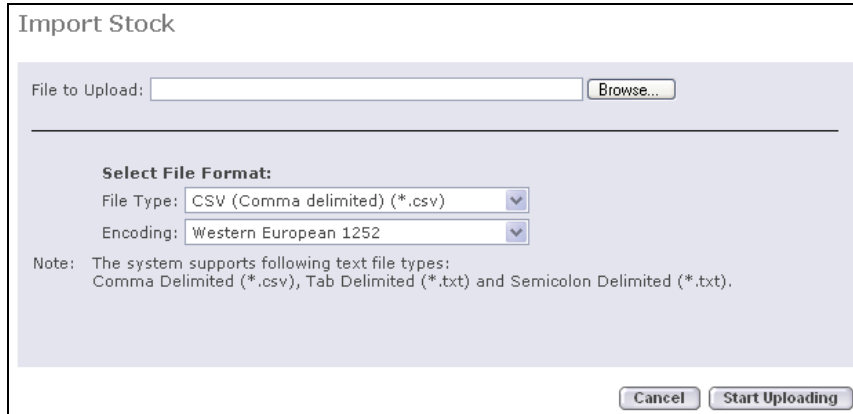 Import Stock
File to Upload: Browse...
Select File Format:
File Type: CSV (Comma delimited) (*.csv)
Encoding: Western European 1252
Note: The system supports following text file types:
Comma Delimited (*.csv), Tab Delimited (*.txt) and Semicolon Delimited (*.txt).
Cancel Start Uploading